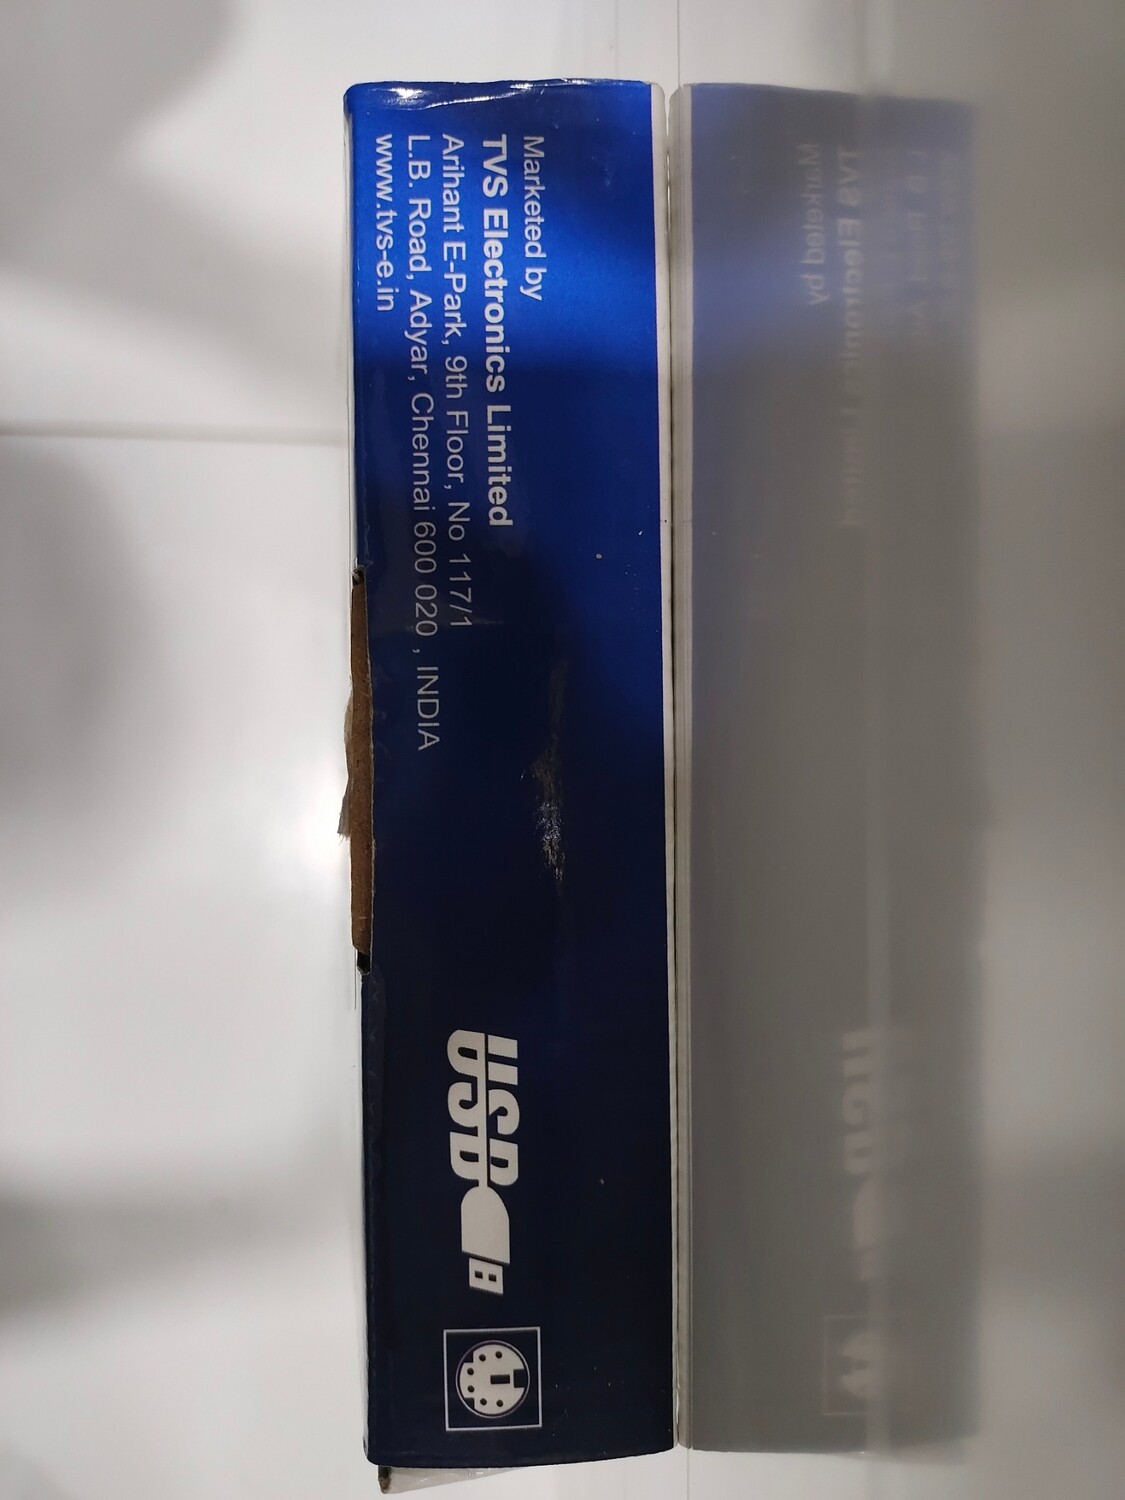 Marketed by
TVS Electronics Limited
Arihant E-Park, 9th Floor, No 117/1
L.B. Road, Adyar, Chennai 600 020 , INDIA
www.tvs-e.in
USB